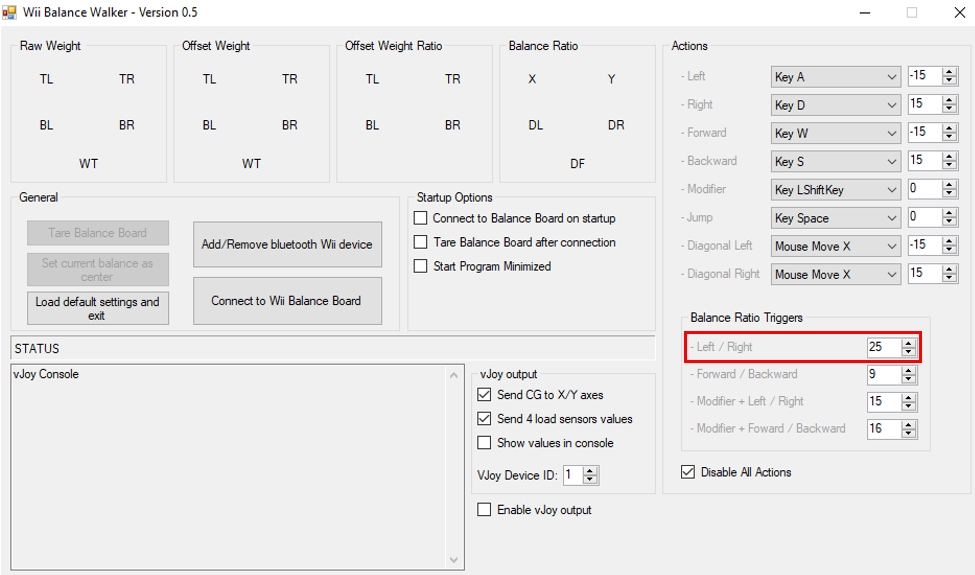 Wii Balance Walker - Version 0.5
Raw Weight
TL TR
BL BR
WT
Offset Weight
TL TR
BL BR
WT
Offset Weight Ratio
TL TR
BL BR
Balance Ratio
X Y
DL DR
DF
Actions
- Left Key A -15
- Right Key D 15
- Forward Key W -15
- Backward Key S 15
- Modifier Key LShiftKey 0
- Jump Key Space 0
- Diagonal Left Mouse Move X -15
- Diagonal Right Mouse Move X 15
General
Tare Balance Board
Set current balance as
center
Load default settings and
exit
Add/Remove bluetooth Wii device
Connect to Wii Balance Board
Startup Options
Connect to Balance Board on startup
Tare Balance Board after connection
Start Program Minimized
Balance Ratio Triggers
- Left / Right 25
- Forward / Backward 9
- Modifier + Left / Right 15
- Modifier + Foward / Backward 16
Disable All Actions
STATUS
vJoy Console
vJoy output
Send CG to X/Y axes
Send 4 load sensors values
Show values in console
VJoy Device ID: 1
Enable vJoy output